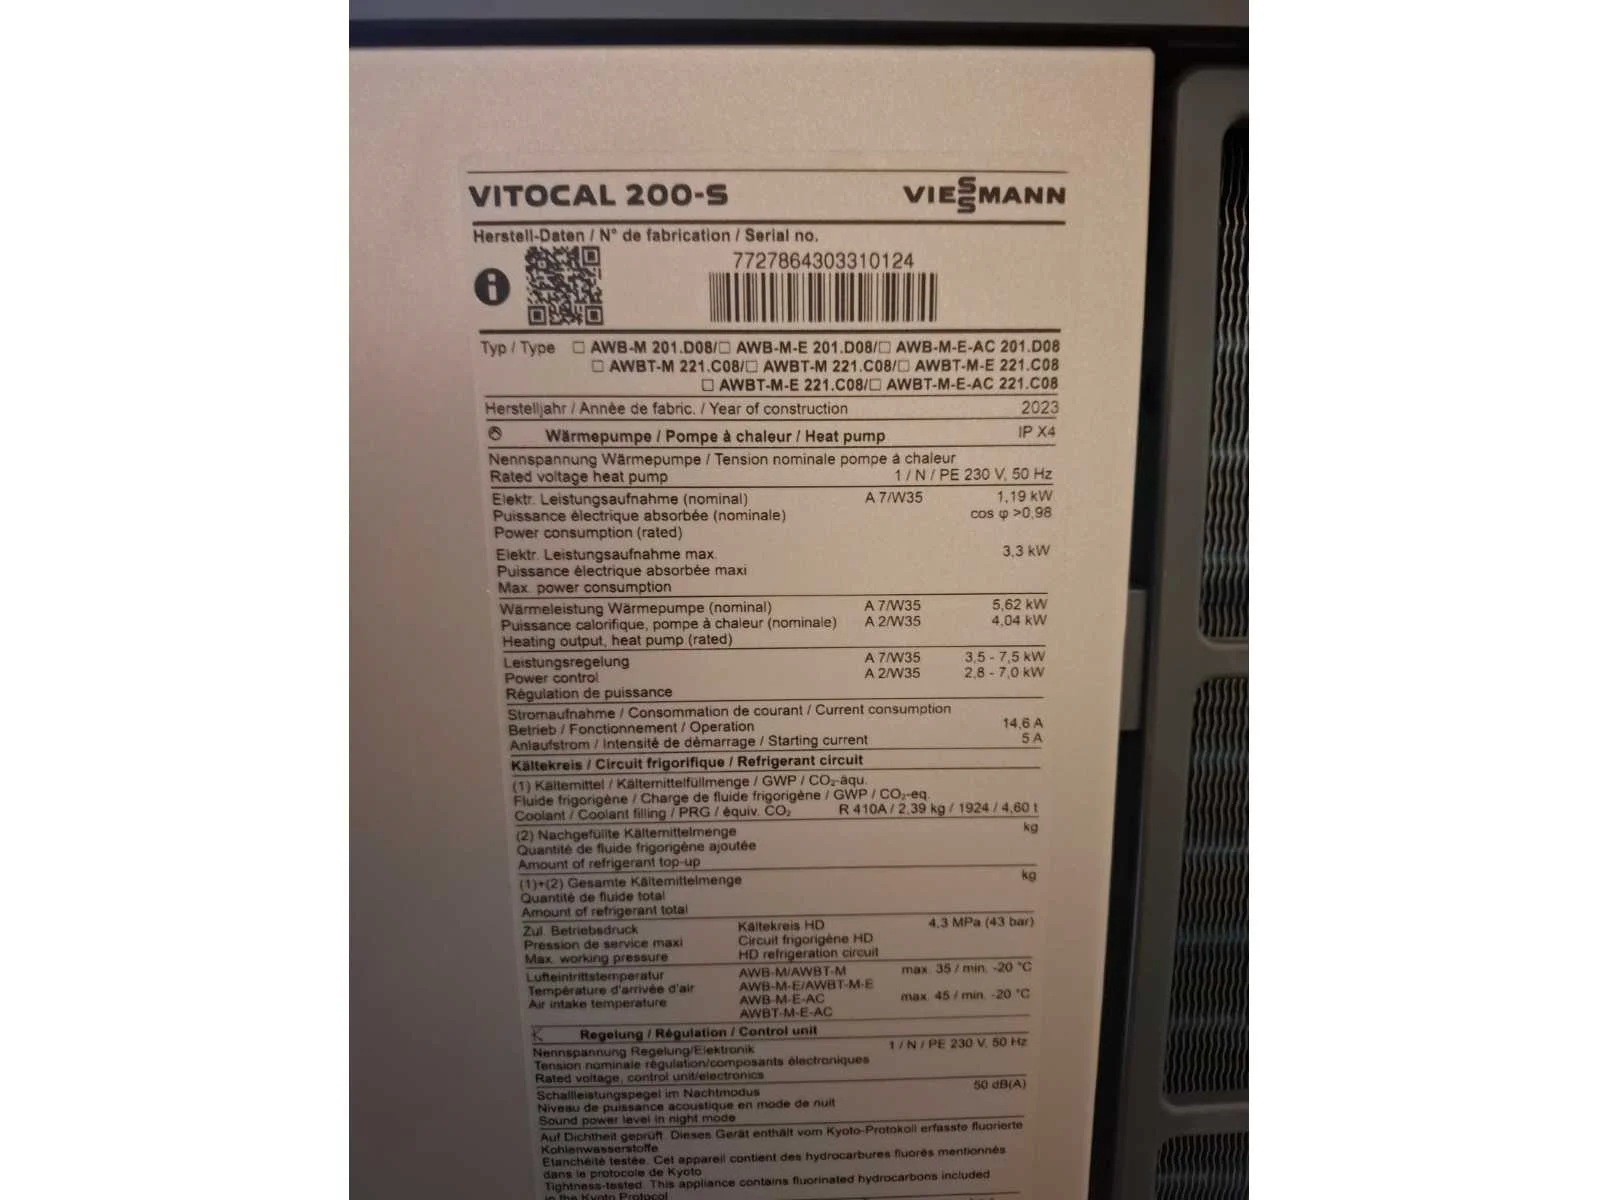 VITOCAL 200-S VIESSMANN
Herstell-Daten / N° de fabrication / Serial no.
7727864303310124
Typ / Type ☐ AWB-M 201.D08/☐ AWB-M-E 201.D08/☐ AWB-M-E-AC 201.D08
☐ AWBT-M 221.C08/☐ AWBT-M 221.C08/☐ AWBT-M-E 221.C08
☐ AWBT-M-E 221.C08/☐ AWBT-M-E-AC 221.C08
Herstelljahr / Année de fabric. / Year of construction 2023
Wärmepumpe / Pompe à chaleur / Heat pump IP X4
Nennspannung Wärmepumpe / Tension nominale pompe à chaleur
Rated voltage heat pump 1 / N / PE 230 V, 50 Hz
Elektr. Leistungsaufnahme (nominal) A 7/W35 1,19 kW
Puissance électrique absorbée (nominale) cos φ >0,98
Power consumption (rated)
Elektr. Leistungsaufnahme max. 3,3 kW
Puissance électrique absorbée maxi
Max. power consumption
Wärmeleistung Wärmepumpe (nominal) A 7/W35 5,62 kW
Puissance calorifique, pompe à chaleur (nominale) A 2/W35 4,04 kW
Heating output, heat pump (rated)
Leistungsregelung A 7/W35 3,5 - 7,5 kW
Power control A 2/W35 2,8 - 7,0 kW
Régulation de puissance
Stromaufnahme / Consommation de courant / Current consumption
Betrieb / Fonctionnement / Operation 14,6 A
Anlaufstrom / Intensité de démarrage / Starting current 5 A
Kältekreis / Circuit frigorifique / Refrigerant circuit
(1) Kältemittel / Kältemittelfüllmenge / GWP / CO₂-äqu.
Fluide frigorigène / Charge de fluide frigorigène / GWP / CO₂-eq.
Coolant / Coolant filling / PRG / équiv. CO₂ R 410A / 2,39 kg / 1924 / 4,60 t
(2) Nachgefüllte Kältemittelmenge kg
Quantité de fluide frigorigène ajoutée
Amount of refrigerant top-up
(1)+(2) Gesamte Kältemittelmenge kg
Quantité de fluide total
Amount of refrigerant total
Zul. Betriebsdruck Kältekreis HD 4,3 MPa (43 bar)
Pression de service maxi Circuit frigorigène HD
Max. working pressure HD refrigeration circuit
Lufteintrittstemperatur AWB-M/AWBT-M max. 35 / min. -20 °C
Température d'arrivée d'air AWB-M-E/AWBT-M-E
Air intake temperature AWB-M-E-AC max. 45 / min. -20 °C
AWBT-M-E-AC
Regelung / Régulation / Control unit
Nennspannung Regelung/Elektronik 1 / N / PE 230 V, 50 Hz
Tension nominale régulation/composants électroniques
Rated voltage, control unit/electronics
Schallleistungspegel im Nachtmodus 50 dB(A)
Niveau de puissance acoustique en mode de nuit
Sound power level in night mode
Auf Dichtheit geprüft. Dieses Gerät enthält vom Kyoto-Protokoll erfasste fluorierte
Kohlenwasserstoffe
Etanchéité testée. Cet appareil contient des hydrocarbures fluorés mentionnés
dans le protocole de Kyoto
Tightness-tested. This appliance contains fluorinated hydrocarbons included
in the Kyoto Protocol